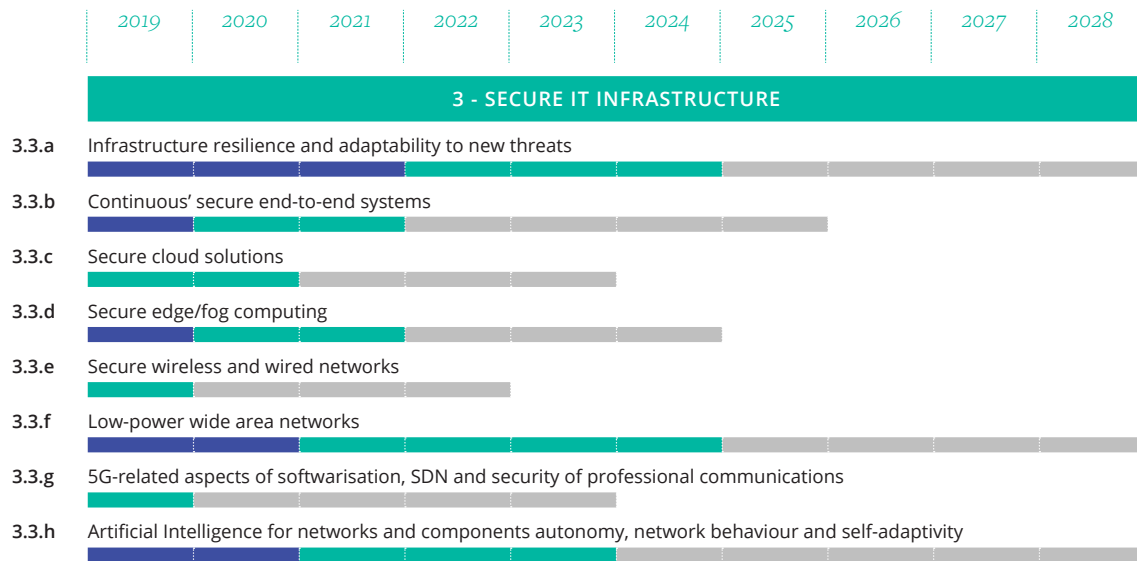 2019 2020 2021 2022 2023 2024 2025 2026 2027 2028
3 - SECURE IT INFRASTRUCTURE
3.3.a Infrastructure resilience and adaptability to new threats
3.3.b Continuous’ secure end-to-end systems
3.3.c Secure cloud solutions
3.3.d Secure edge/fog computing
3.3.e Secure wireless and wired networks
3.3.f Low-power wide area networks
3.3.g 5G-related aspects of softwarisation, SDN and security of professional communications
3.3.h Artificial Intelligence for networks and components autonomy, network behaviour and self-adaptivity